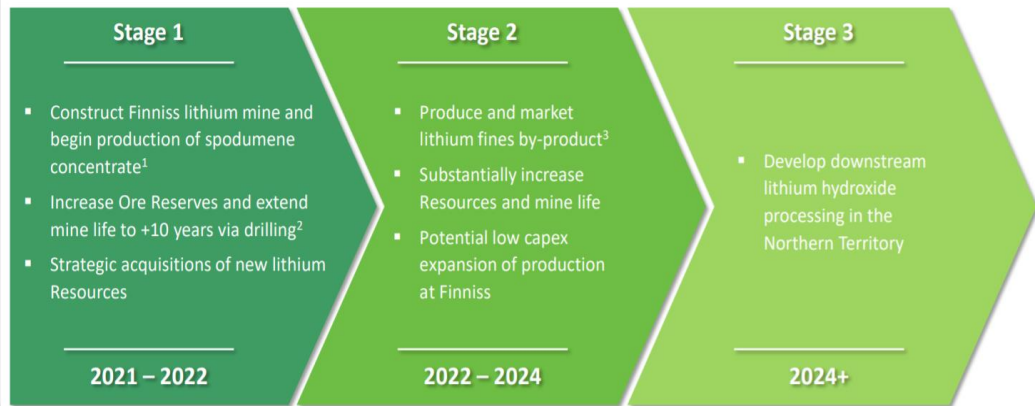 Stage 1
▪ Construct Finniss lithium mine and
begin production of spodumene
concentrate¹
▪ Increase Ore Reserves and extend
mine life to +10 years via drilling²
▪ Strategic acquisitions of new lithium
Resources
2021 – 2022
Stage 2
▪ Produce and market
lithium fines by-product³
▪ Substantially increase
Resources and mine life
▪ Potential low capex
expansion of production
at Finniss
2022 – 2024
Stage 3
▪ Develop downstream
lithium hydroxide
processing in the
Northern Territory
2024+